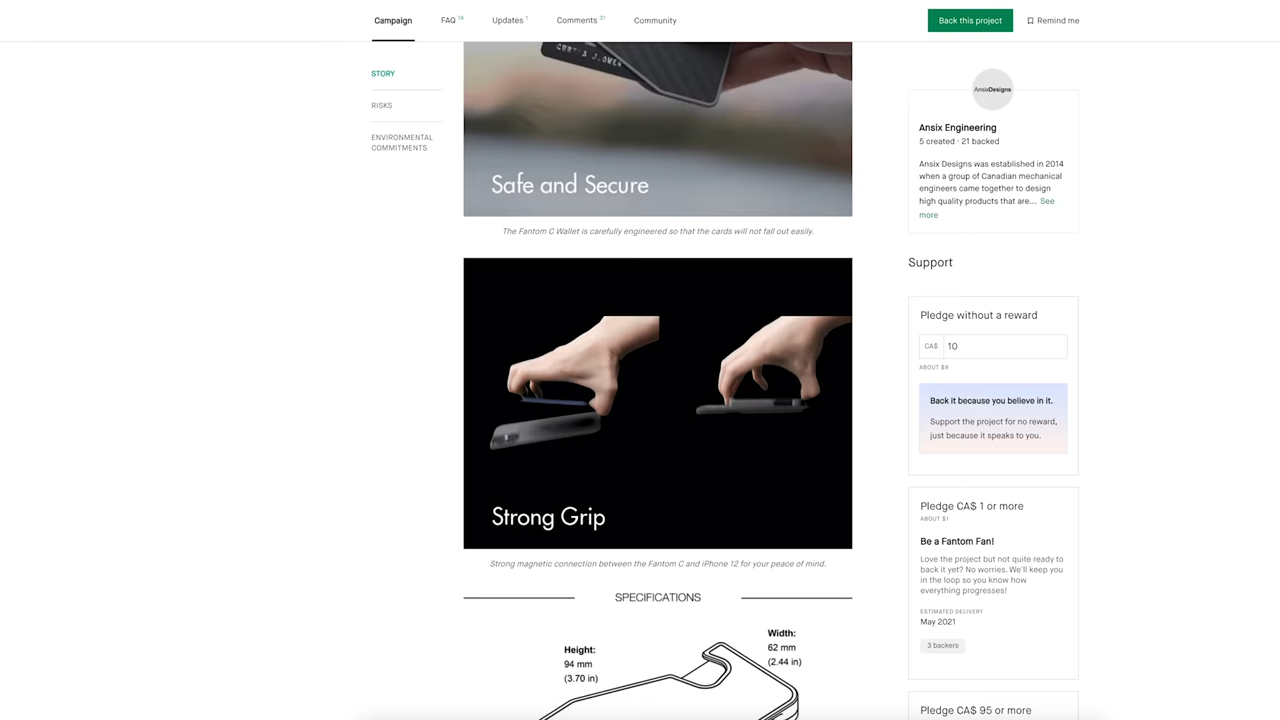 Campaign
FAQ 14
Updates 1
Comments 31
Community
Back this project
Remind me
STORY
RISKS
ENVIRONMENTAL
COMMITMENTS
CURTIS J. OWEN
Safe and Secure
The Fantom C Wallet is carefully engineered so that the cards will not fall out easily.
Strong Grip
Strong magnetic connection between the Fantom C and iPhone 12 for your peace of mind.
SPECIFICATIONS
Height:
94 mm
(3.70 in)
Width:
62 mm
(2.44 in)
AnsixDesigns
Ansix Engineering
5 created · 21 backed
Ansix Designs was established in 2014
when a group of Canadian mechanical
engineers came together to design
high quality products that are... See
more
Support
Pledge without a reward
CA$ 10
ABOUT $9
Back it because you believe in it.
Support the project for no reward,
just because it speaks to you.
Pledge CA$ 1 or more
ABOUT $1
Be a Fantom Fan!
Love the project but not quite ready to
back it yet? No worries. We'll keep you
in the loop so you know how
everything progresses!
ESTIMATED DELIVERY
May 2021
3 backers
Pledge CA$ 95 or more